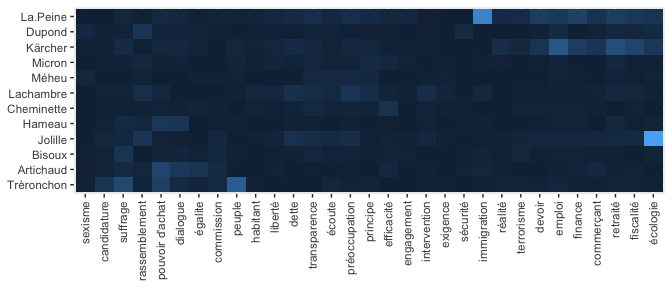 La.Peine
Dupond
Kärcher
Micron
Méheu
Lachambre
Cheminette
Hameau
Jolille
Bisoux
Artichaud
Trèronchon
sexisme
candidature
suffrage
rassemblement
pouvoir d'achat
dialogue
égalite
commission
peuple
habitant
liberté
dette
transparence
écoute
préoccupation
principe
efficacité
engagement
intervention
exigence
sécurité
immigration
réalité
terrorisme
devoir
emploi
finance
commerçant
retraité
fiscalité
écologie